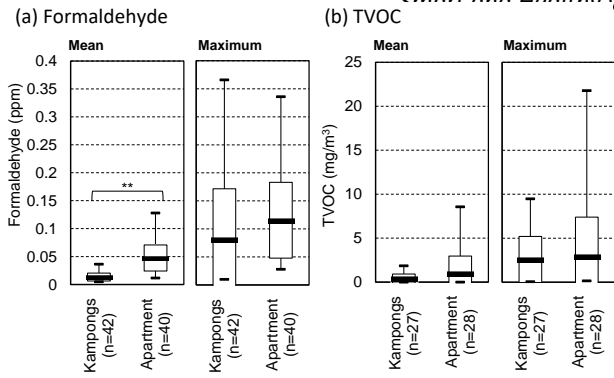 (a) Formaldehyde
(b) TVOC
Mean
Maximum
Mean
Maximum
Formaldehyde (ppm)
0.4
0.35
0.3
0.25
0.2
0.15
0.1
0.05
0
**
Kampongs
(n=42)
Apartment
(n=40)
Kampongs
(n=42)
Apartment
(n=40)
TVOC (mg/m³)
25
20
15
10
5
0
Kampongs
(n=27)
Apartment
(n=28)
Kampongs
(n=27)
Apartment
(n=28)